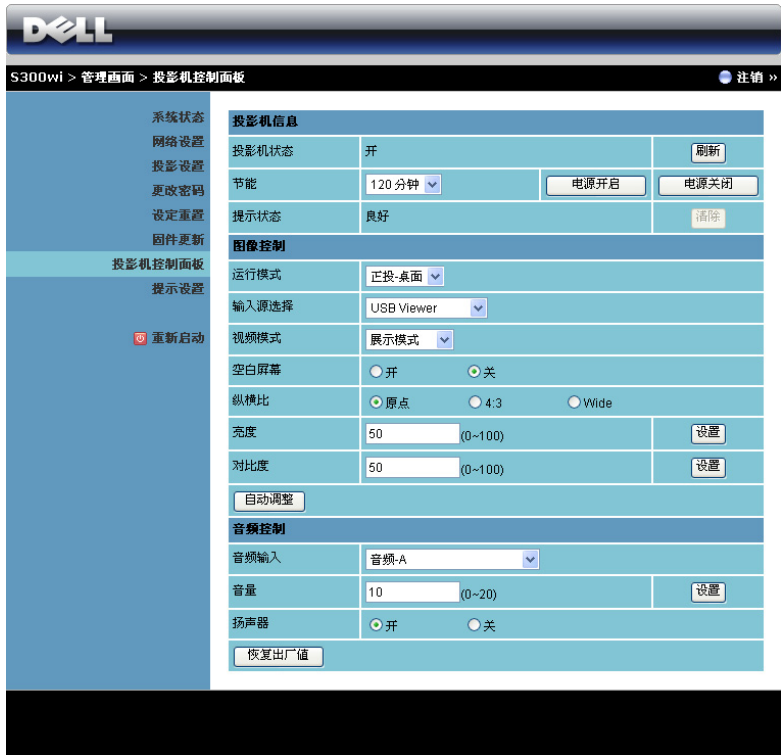 DELL
S300wi > 管理画面 > 投影机控制面板 注销 »
系统状态
网络设置
投影设置
更改密码
设定重置
固件更新
投影机控制面板
提示设置
重新启动
投影机信息
投影机状态 开 刷新
节能 120 分钟 电源开启 电源关闭
提示状态 良好 清除
图像控制
运行模式 正投-桌面
输入源选择 USB Viewer
视频模式 展示模式
空白屏幕 开 关
纵横比 原点 4:3 Wide
亮度 50 (0~100) 设置
对比度 50 (0~100) 设置
自动调整
音频控制
音频输入 音频-A
音量 10 (0~20) 设置
扬声器 开 关
恢复出厂值